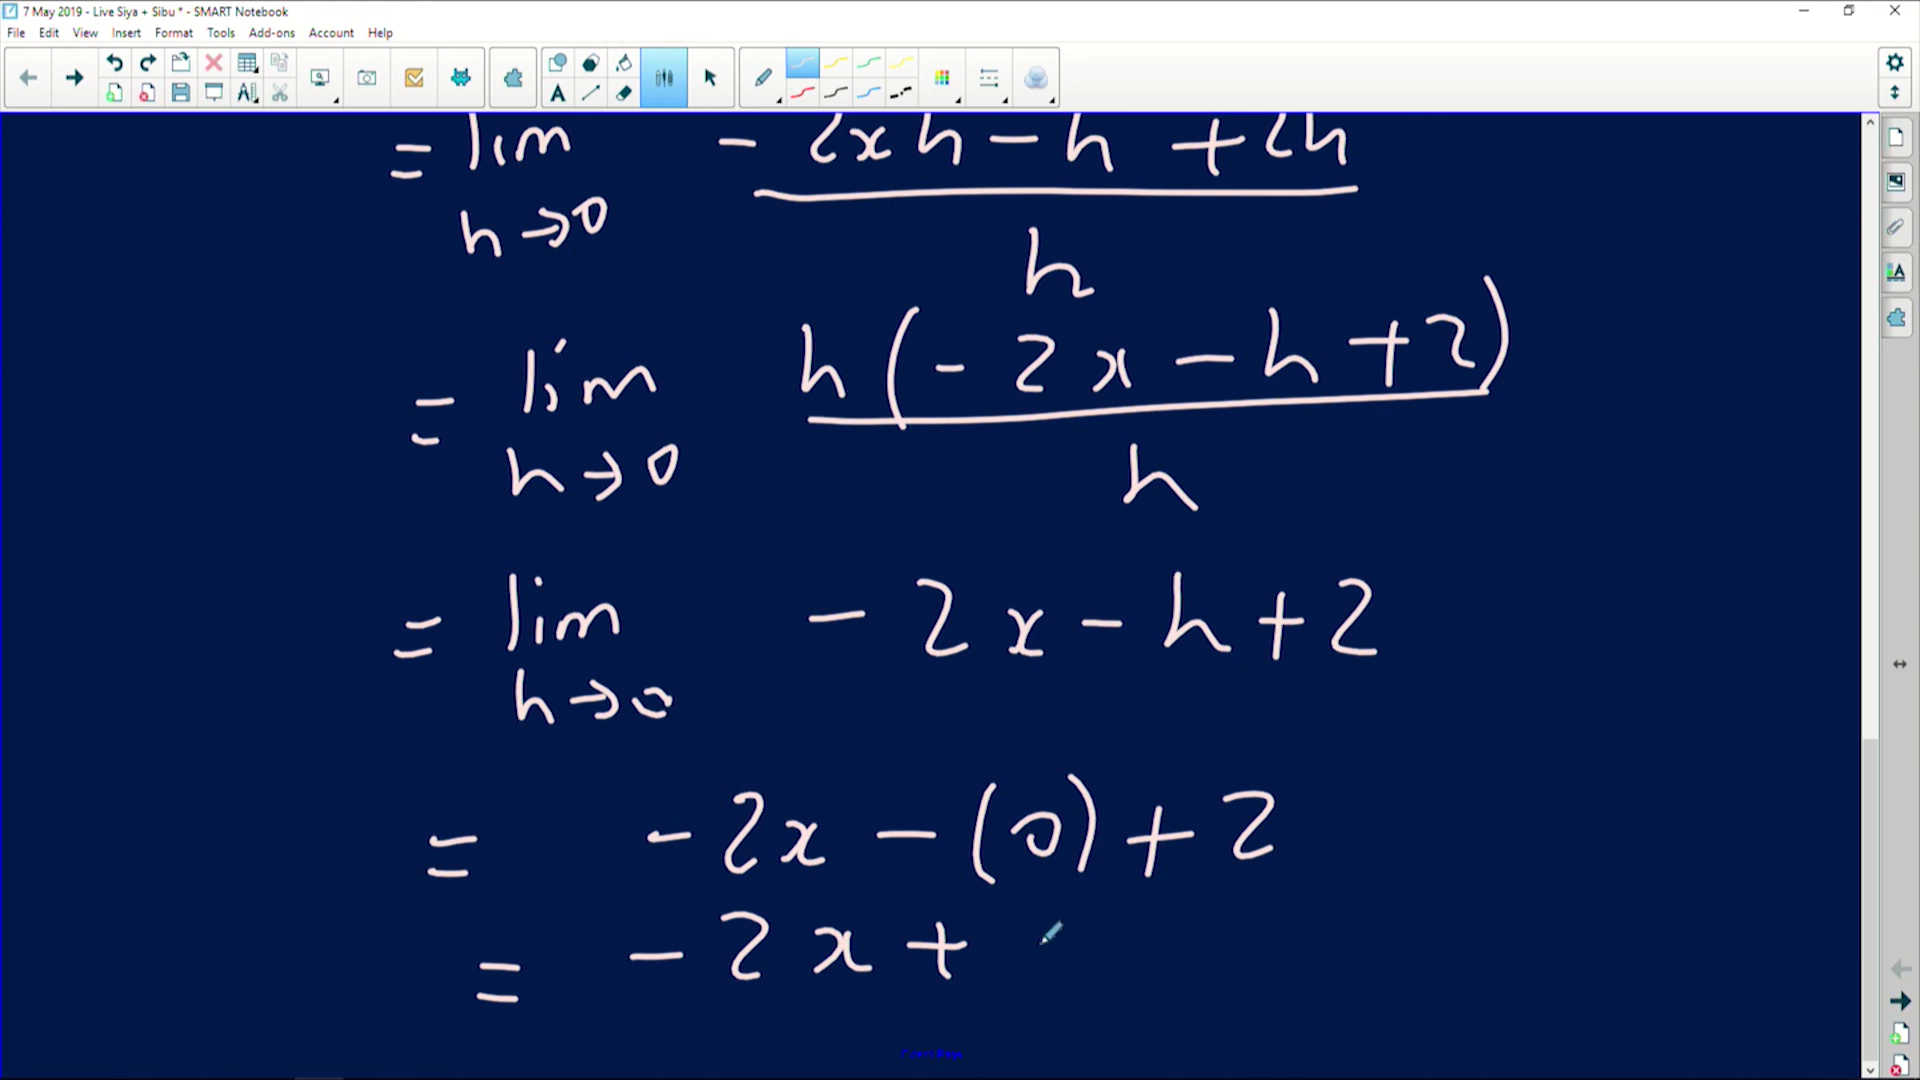 7 May 2019 - Live Siya + Sibu * - SMART Notebook
File Edit View Insert Format Tools Add-ons Account Help
= lim - 2xh - h + 2h
h → 0 h
= lim h(-2x - h + 2)
h → 0 h
= lim - 2x - h + 2
h → 0
= - 2x - (0) + 2
= - 2x +